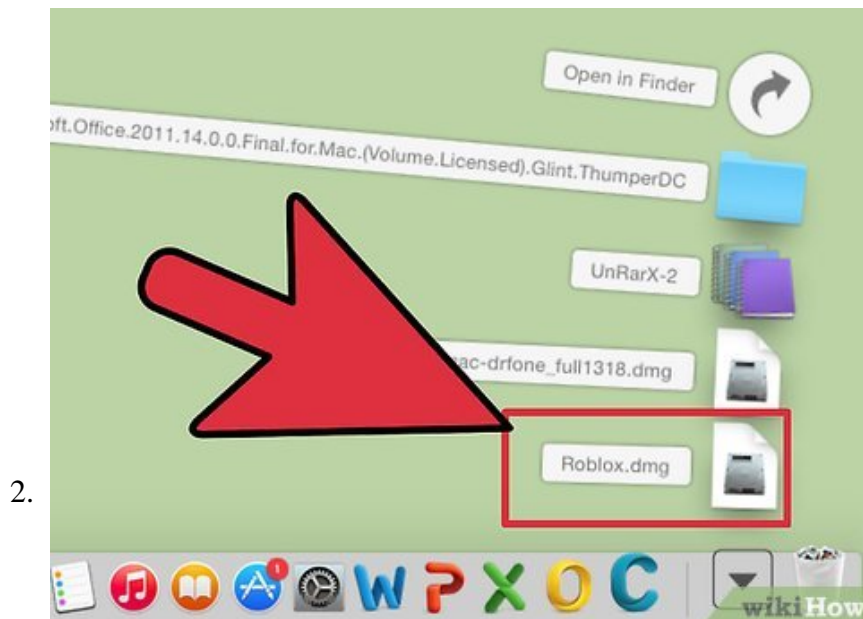 Open in Finder
ft.Office.2011.14.0.0.Final.for.Mac.(Volume.Licensed).Glint.ThumperDC
UnRarX-2
ac-drfone_full1318.dmg
Roblox.dmg
2.
1
W P X O C
wikiHow